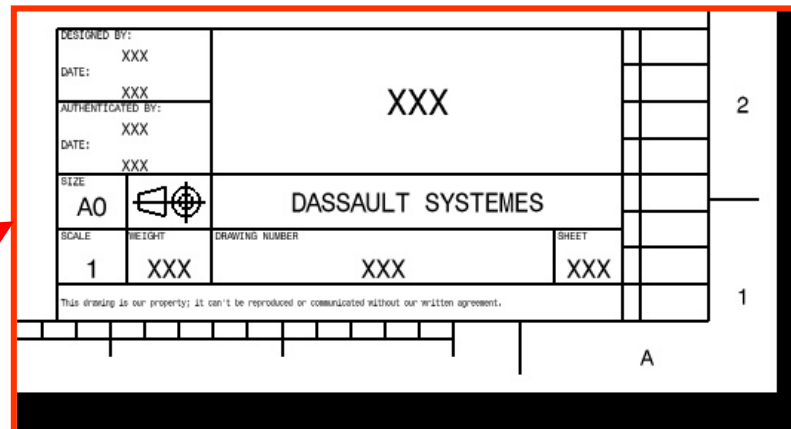 DESIGNED BY:
XXX
DATE:
XXX
XXX
AUTHENTICATED BY:
XXX
DATE:
XXX
2
SIZE
A0
DASSAULT SYSTEMES
SCALE
WEIGHT
DRAWING NUMBER
SHEET
1
XXX
XXX
XXX
This drawing is our property; it can't be reproduced or communicated without our written agreement.
1
A